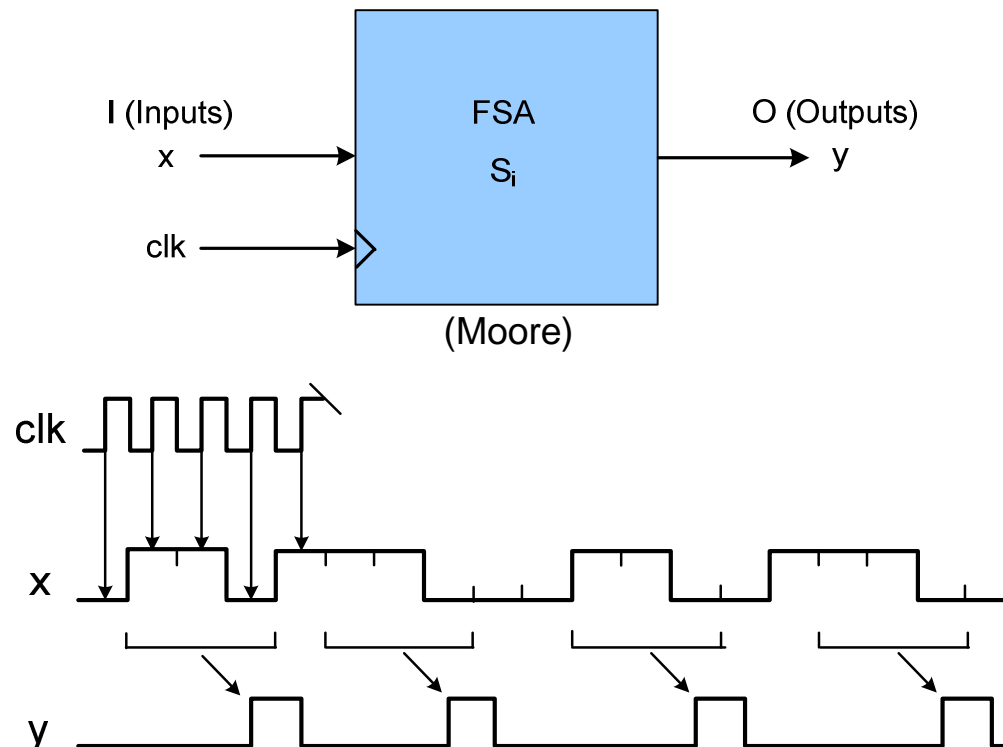 I (Inputs)
x
clk
FSA
Si
O (Outputs)
y
(Moore)
clk
x
y